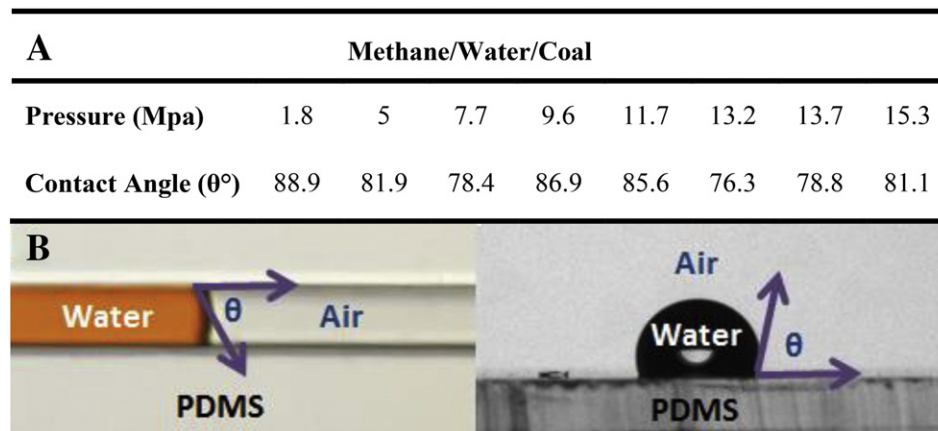 A Methane/Water/Coal
Pressure (Mpa) 1.8 5 7.7 9.6 11.7 13.2 13.7 15.3
Contact Angle (θ°) 88.9 81.9 78.4 86.9 85.6 76.3 78.8 81.1
B
Water θ Air
PDMS
Air
Water θ
PDMS